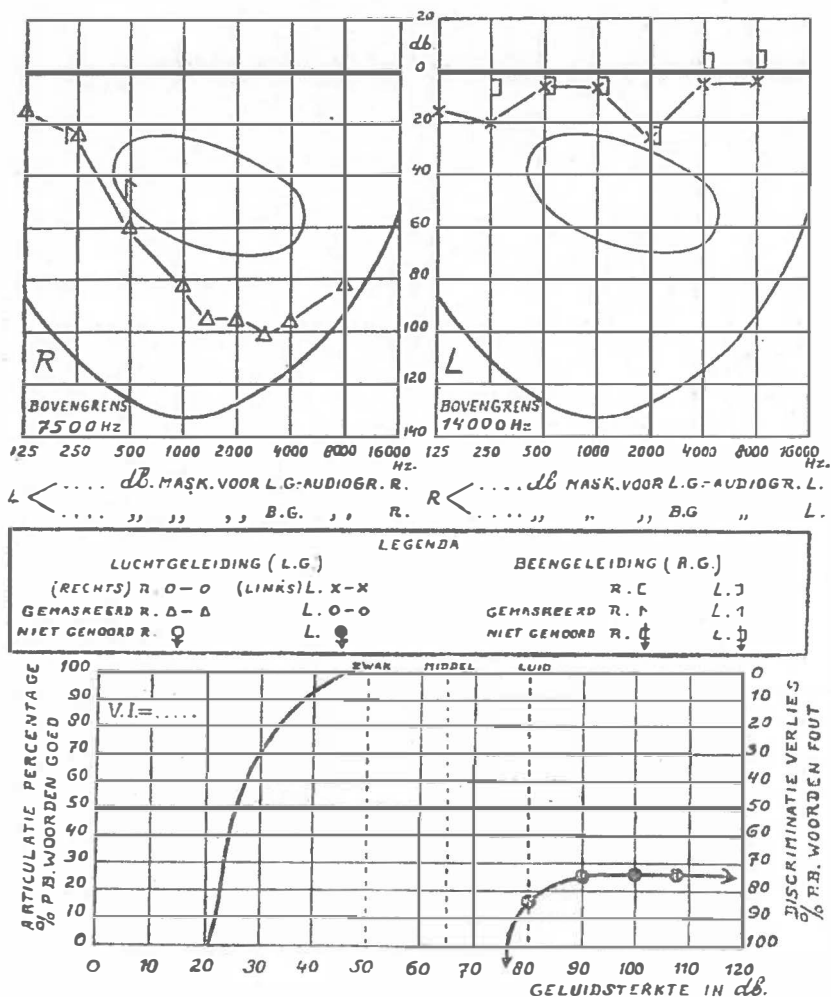 20
db.
0
20
40
60
80
100
120
140
R
BOVENGRENS
7500 Hz
L
BOVENGRENS
14000 Hz
125 250 500 1000 2000 4000 8000 16000
Hz.
125 250 500 1000 2000 4000 8000 16000
Hz.
L < .... db. MASK. VOOR L.G.-AUDIOGR. R.
.... ,, ,, ,, B.G. ,, R.
R < .... db MASK. VOOR L.G.-AUDIOGR. L.
.... ,, ,, ,, B.G ,, L.
LEGENDA
LUCHTGELEIDING (L.G.)
(RECHTS) R. O–O (LINKS) L. X–X
GEMASKEERD R. Δ–Δ L. O–O
NIET GEHOORD R. L.
BEENGELEIDING (B.G.)
R. [ L. ]
GEMASKEERD R. ↾ L. ↿
NIET GEHOORD R. L.
ZWAK MIDDEL LUID
V.I.= .....
ARTICULATIE PERCENTAGE
% P.B. WOORDEN GOED
100
90
80
70
60
50
40
30
20
10
0
DISCRIMINATIE VERLIES
% P.B. WOORDEN FOUT
0
10
20
30
40
50
60
70
80
90
100
0 10 20 30 40 50 60 70 80 90 100 110 120
GELUIDSTERKTE IN db.